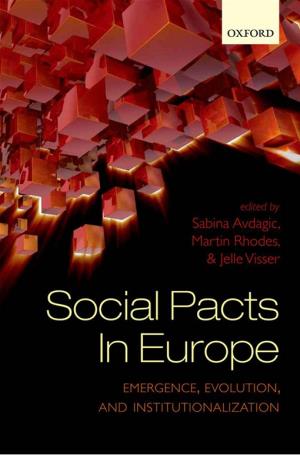 OXFORD
edited by
Sabina Avdagic,
Martin Rhodes,
& Jelle Visser
Social Pacts
In Europe
EMERGENCE, EVOLUTION,
AND INSTITUTIONALIZATION